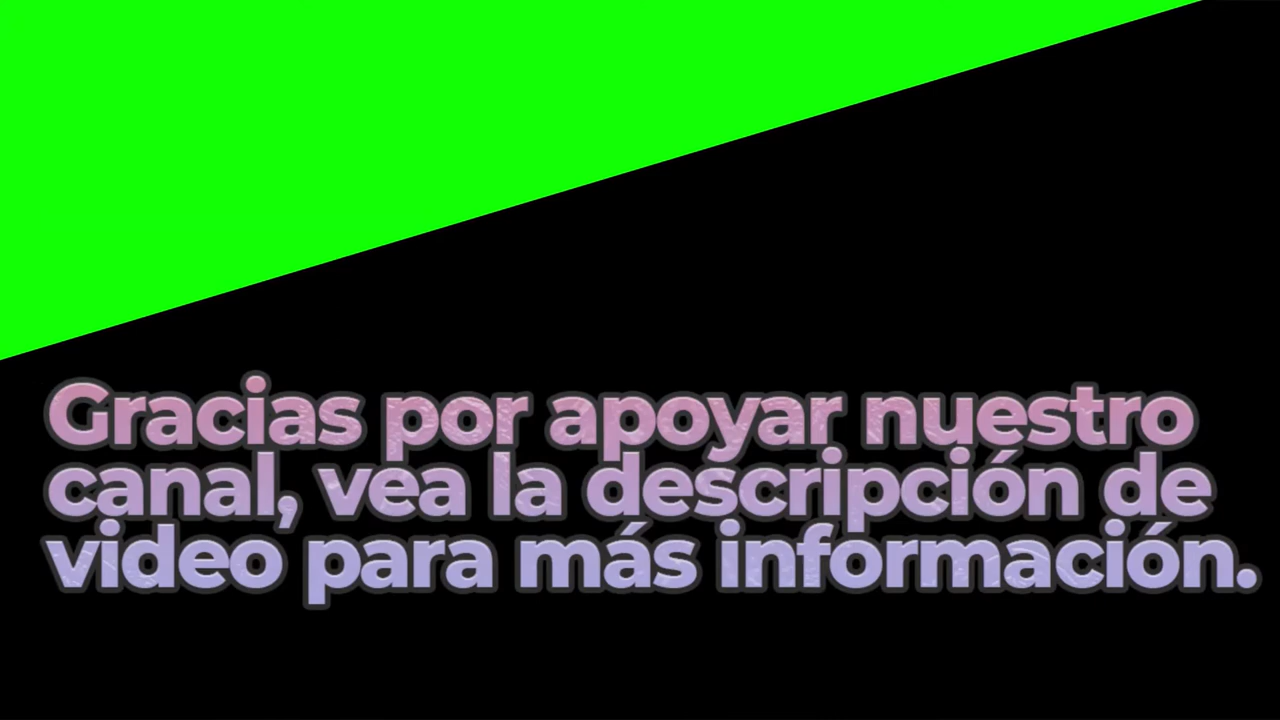 Gracias por apoyar nuestro
canal, vea la descripción de
video para más información.